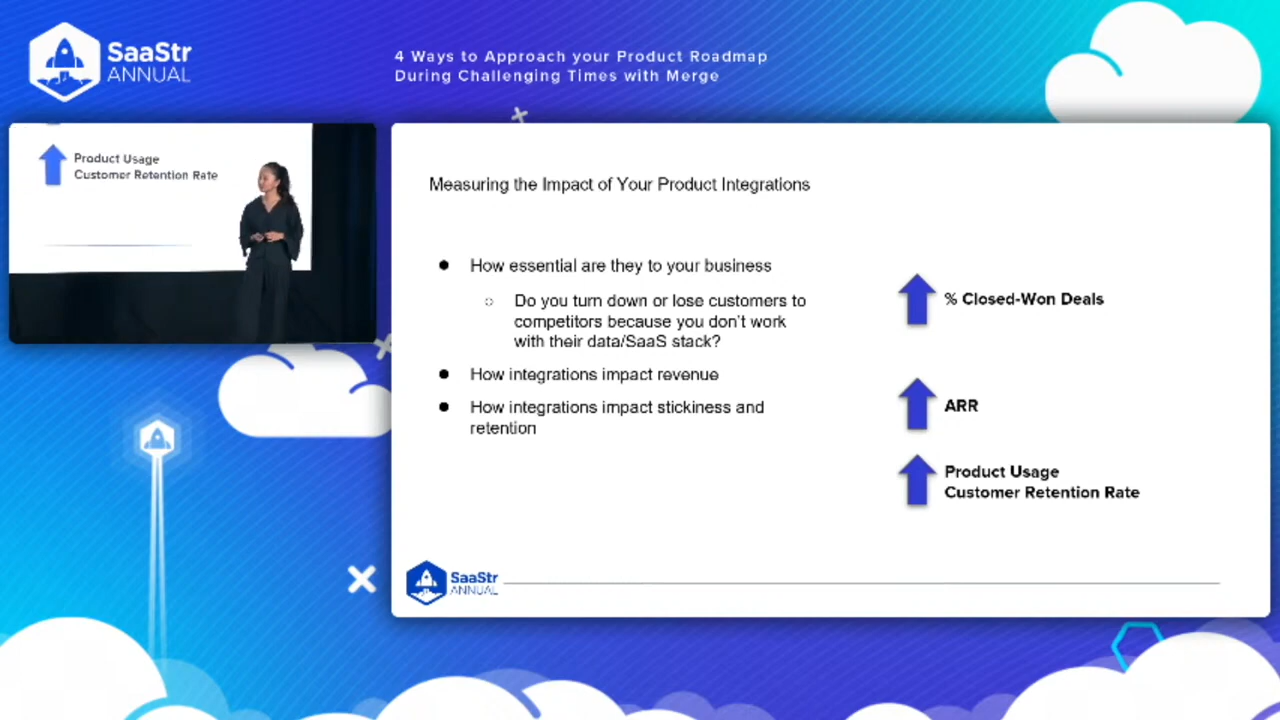 SaaStr
ANNUAL
4 Ways to Approach your Product Roadmap
During Challenging Times with Merge
Product Usage
Customer Retention Rate
Measuring the Impact of Your Product Integrations
How essential are they to your business
Do you turn down or lose customers to
competitors because you don't work
with their data/SaaS stack?
How integrations impact revenue
How integrations impact stickiness and
retention
% Closed-Won Deals
ARR
Product Usage
Customer Retention Rate
SaaStr
ANNUAL